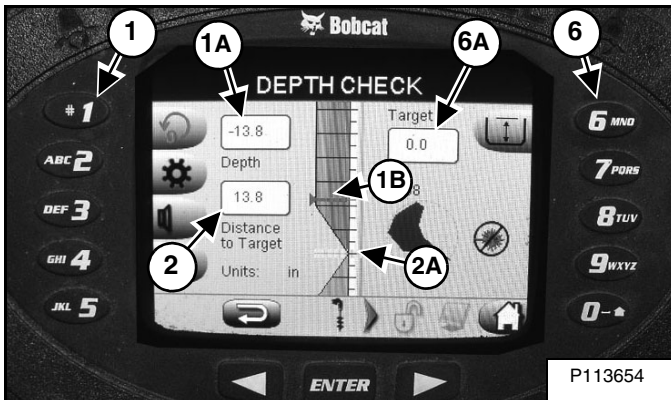 Bobcat
DEPTH CHECK
1
1A
6A
6
# 1
ABC 2
DEF 3
GHI 4
JKL 5
-13.8
Depth
13.8
Distance
to Target
Units: in
Target
0.0
8
1B
2
2A
6 MNO
7 PQRS
8 TUV
9 WXYZ
0-
ENTER
P113654